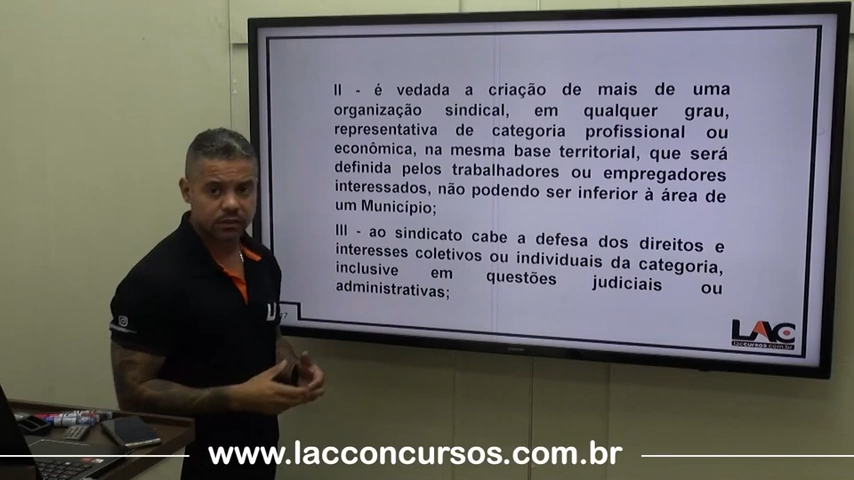 II - é vedada a criação de mais de uma
organização sindical, em qualquer grau,
representativa de categoria profissional ou
econômica, na mesma base territorial, que será
definida pelos trabalhadores ou empregadores
interessados, não podendo ser inferior à área de
um Município;
III - ao sindicato cabe a defesa dos direitos e
interesses coletivos ou individuais da categoria,
inclusive em questões judiciais ou
administrativas;
LAC
lacconcursos.com.br
www.lacconcursos.com.br